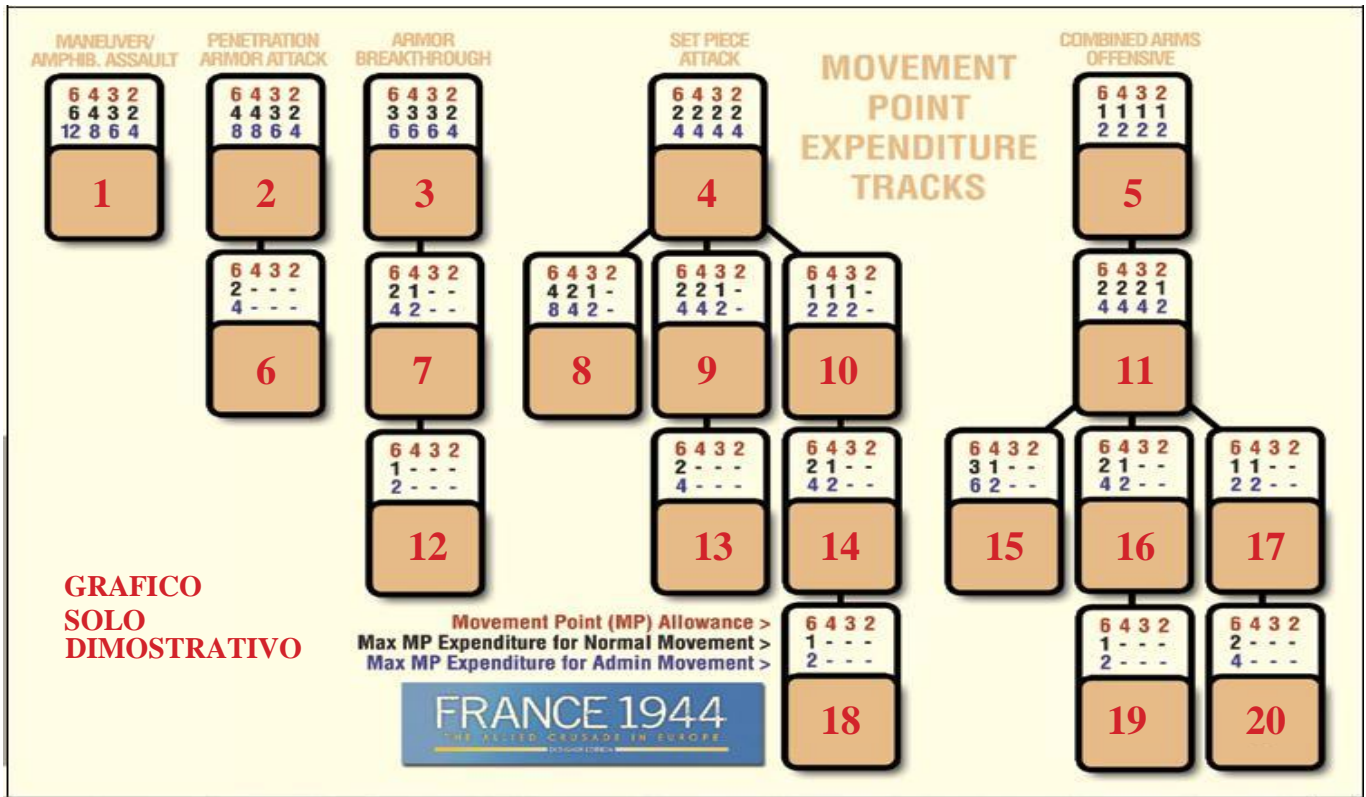 MANEUVER/
AMPHIB. ASSAULT
6 4 3 2
6 4 3 2
12 8 6 4
1
PENETRATION
ARMOR ATTACK
6 4 3 2
4 4 3 2
8 8 6 4
2
ARMOR
BREAKTHROUGH
6 4 3 2
3 3 3 2
6 6 6 4
3
SET PIECE
ATTACK
6 4 3 2
2 2 2 2
4 4 4 4
4
MOVEMENT
POINT
EXPENDITURE
TRACKS
COMBINED ARMS
OFFENSIVE
6 4 3 2
1 1 1 1
2 2 2 2
5
6 4 3 2
2 - - -
4 - - -
6
6 4 3 2
2 1 - -
4 2 - -
7
6 4 3 2
4 2 1 -
8 4 2 -
8
6 4 3 2
2 2 1 -
4 4 2 -
9
6 4 3 2
1 1 1 -
2 2 2 -
10
6 4 3 2
2 2 2 1
4 4 4 2
11
6 4 3 2
1 - - -
2 - - -
12
6 4 3 2
2 - - -
4 - - -
13
6 4 3 2
2 1 - -
4 2 - -
14
6 4 3 2
3 1 - -
6 2 - -
15
6 4 3 2
2 1 - -
4 2 - -
16
6 4 3 2
1 1 - -
2 2 - -
17
GRAFICO
SOLO
DIMOSTRATIVO
Movement Point (MP) Allowance >
Max MP Expenditure for Normal Movement >
Max MP Expenditure for Admin Movement >
FRANCE 1944
THE ALLIED CRUSADE IN EUROPE
DESIGNER EDITION
6 4 3 2
1 - - -
2 - - -
18
6 4 3 2
1 - - -
2 - - -
19
6 4 3 2
2 - - -
4 - - -
20